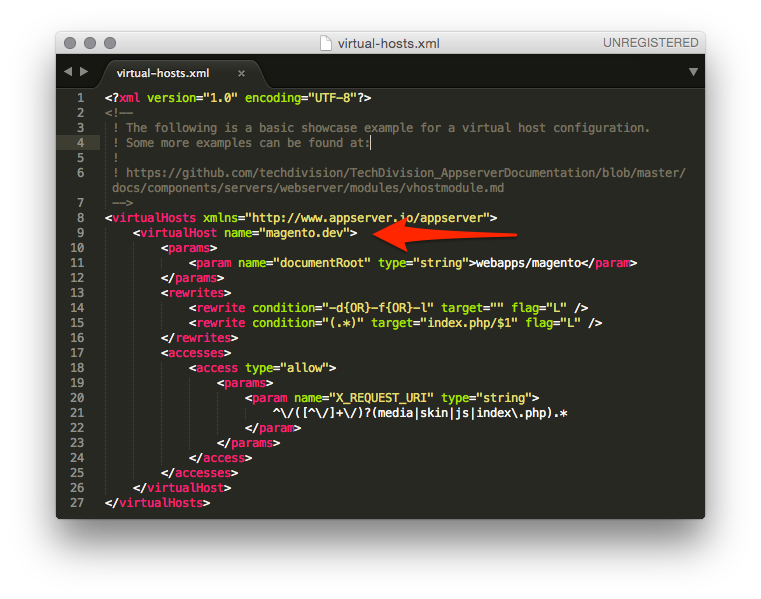 virtual-hosts.xml
UNREGISTERED
virtual-hosts.xml ×
1 <?xml version="1.0" encoding="UTF-8"?>
2 <!--
3 ! The following is a basic showcase example for a virtual host configuration.
4 ! Some more examples can be found at:
5 !
6 ! https://github.com/techdivision/TechDivision_AppserverDocumentation/blob/master/
docs/components/servers/webserver/modules/vhostmodule.md
7 -->
8 <virtualHosts xmlns="http://www.appserver.io/appserver">
9 <virtualHost name="magento.dev">
10 <params>
11 <param name="documentRoot" type="string">webapps/magento</param>
12 </params>
13 <rewrites>
14 <rewrite condition="-d{OR}-f{OR}-l" target="" flag="L" />
15 <rewrite condition="(.*)" target="index.php/$1" flag="L" />
16 </rewrites>
17 <accesses>
18 <access type="allow">
19 <params>
20 <param name="X_REQUEST_URI" type="string">
21 ^\/([^\/]+\/)?(media|skin|js|index\.php).*
22 </param>
23 </params>
24 </access>
25 </accesses>
26 </virtualHost>
27 </virtualHosts>